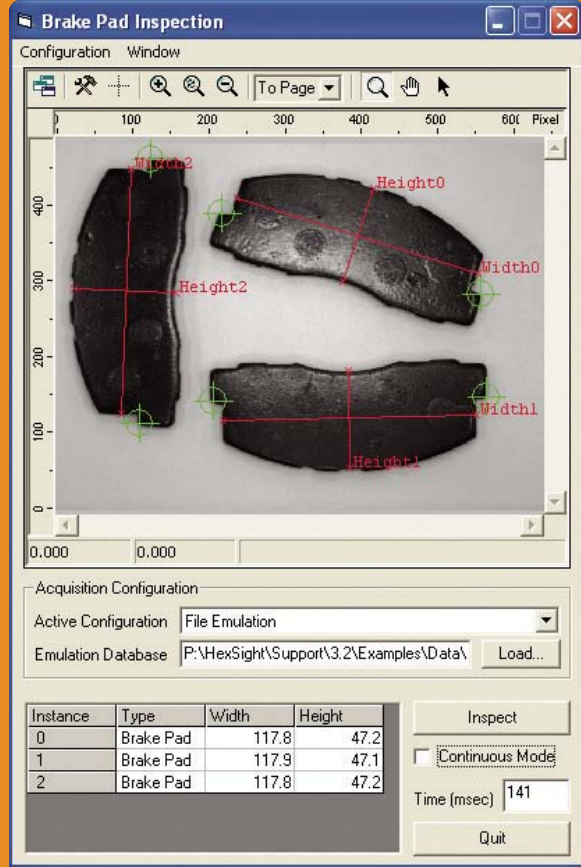 Brake Pad Inspection
Configuration Window
To Page
0 100 200 300 400 500 60( Pixel
Width2
Height0
400
Width0
300
Height2
200
Width1
100
Height1
0
0.000 0.000
Acquisition Configuration
Active Configuration File Emulation
Emulation Database P:\HexSight\Support\3.2\Examples\Data\ Load...
Instance Type Width Height
0 Brake Pad 117.8 47.2
1 Brake Pad 117.9 47.1
2 Brake Pad 117.8 47.2
Inspect
Continuous Mode
Time (msec) 141
Quit